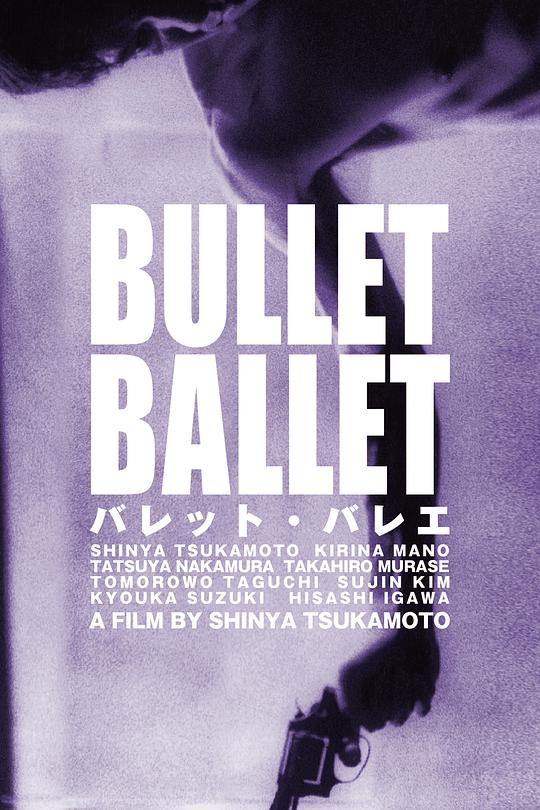 BULLET
BALLET
バレット・バレエ
SHINYA TSUKAMOTO KIRINA MANO
TATSUYA NAKAMURA TAKAHIRO MURASE
TOMOROWO TAGUCHI SUJIN KIM
KYOUKA SUZUKI HISASHI IGAWA
A FILM BY SHINYA TSUKAMOTO